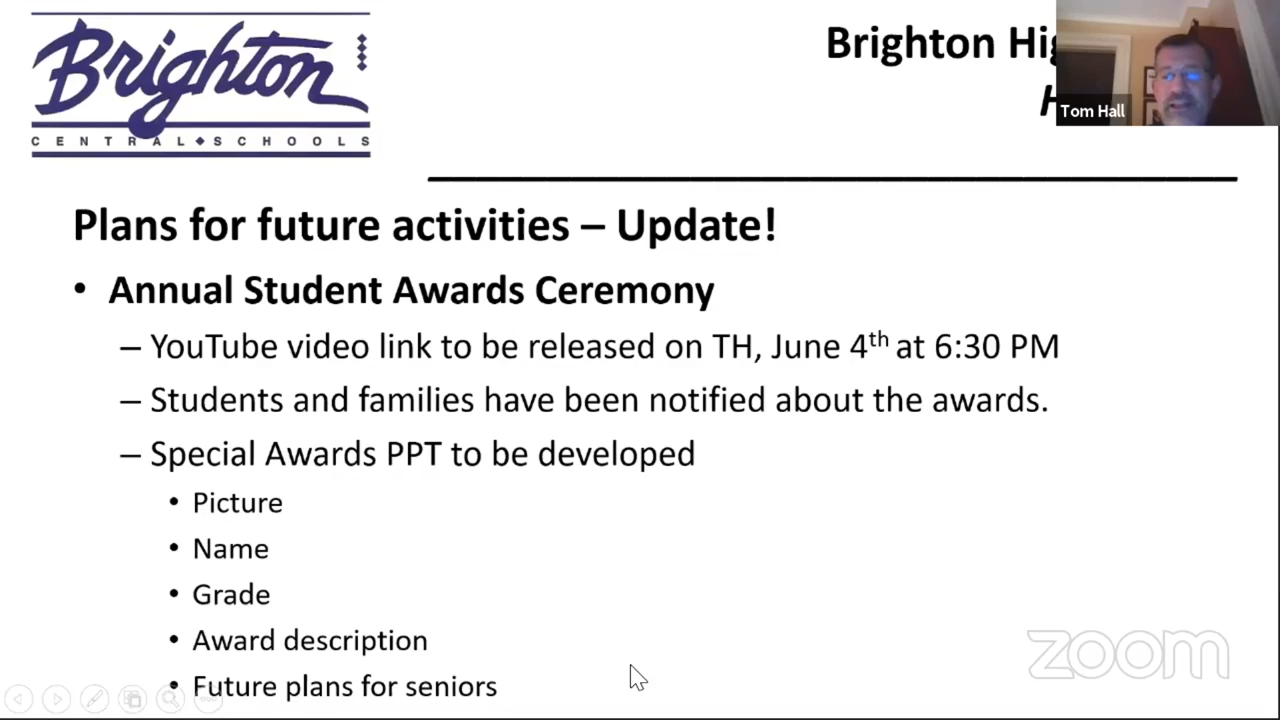 Brighton
CENTRAL◆SCHOOLS
Brighton
Tom Hall
Plans for future activities – Update!
• Annual Student Awards Ceremony
– YouTube video link to be released on TH, June 4th at 6:30 PM
– Students and families have been notified about the awards.
– Special Awards PPT to be developed
• Picture
• Name
• Grade
• Award description
• Future plans for seniors
zoom